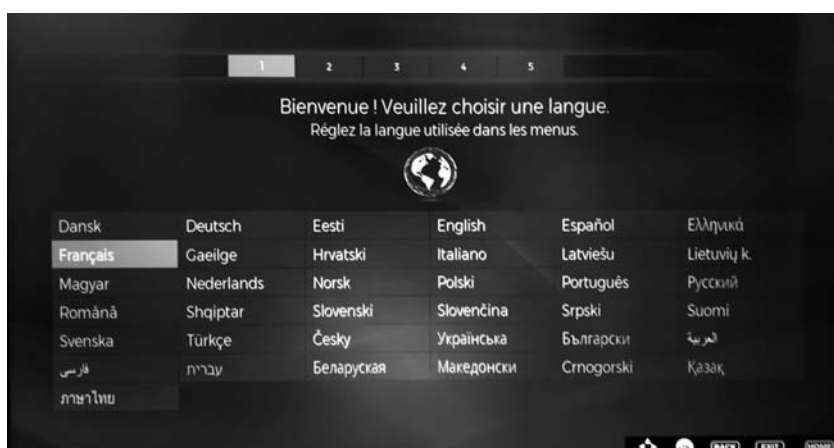 1 2 3 4 5
Bienvenue ! Veuillez choisir une langue.
Réglez la langue utilisée dans les menus.
Dansk Deutsch Eesti English Español Ελληνικά
Français Gaeilge Hrvatski Italiano Latviešu Lietuvių k.
Magyar Nederlands Norsk Polski Português Русский
Română Shqiptar Slovenski Slovenčina Srpski Suomi
Svenska Türkçe Česky Українська Български العربية
فارسی עברית Беларуская Македонски Crnogorski Қазақ
ภาษาไทย
BACK EXIT